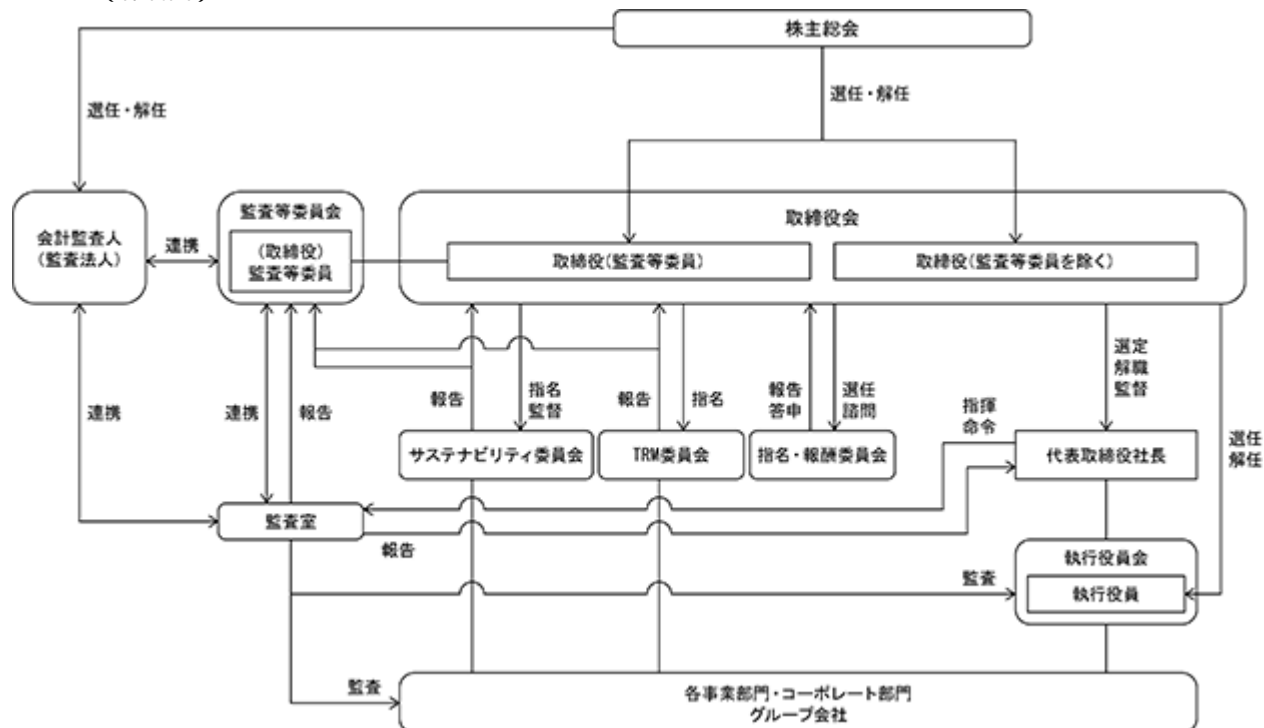 株主総会
選任・解任
選任・解任
会計監査人
(監査法人)
連携
監査等委員会
(取締役)
監査等委員
取締役会
取締役(監査等委員)
取締役(監査等委員を除く)
連携
連携
報告
報告
指名
監督
報告
指名
報告
答申
選任
諮問
選定
解職
監督
指揮
命令
選任
解任
サステナビリティ委員会
TRM委員会
指名・報酬委員会
代表取締役社長
監査室
報告
執行役員会
執行役員
監査
監査
各事業部門・コーポレート部門
グループ会社